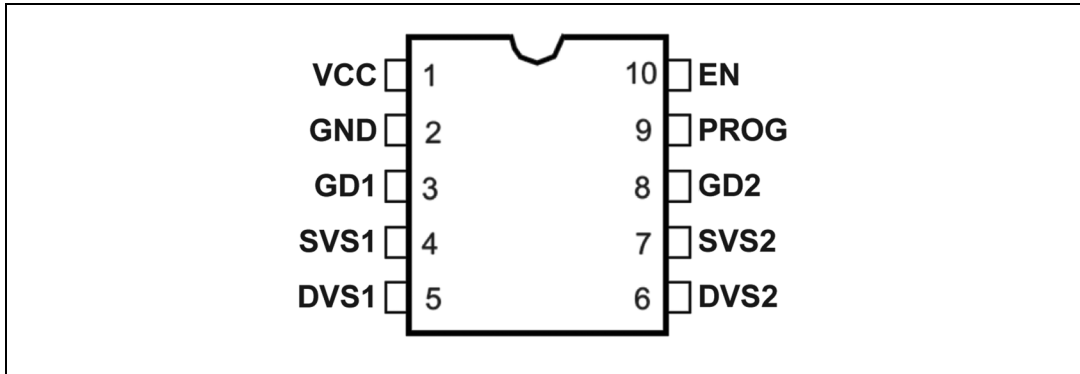 VCC 1 10 EN
GND 2 9 PROG
GD1 3 8 GD2
SVS1 4 7 SVS2
DVS1 5 6 DVS2